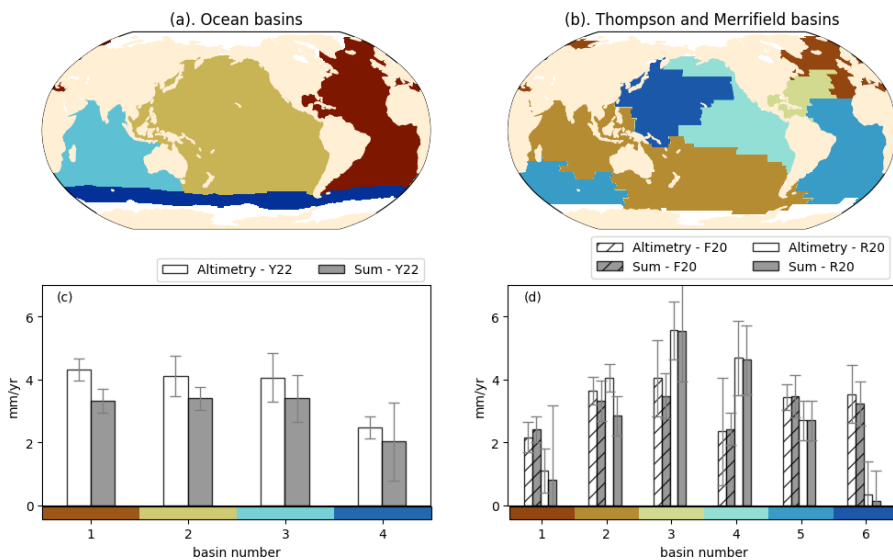 (a). Ocean basins
(b). Thompson and Merrifield basins
Altimetry - Y22 Sum - Y22
Altimetry - F20 Altimetry - R20
Sum - F20 Sum - R20
(c)
(d)
6
4
2
0
mm/yr
1 2 3 4
basin number
6
4
2
0
mm/yr
1 2 3 4 5 6
basin number